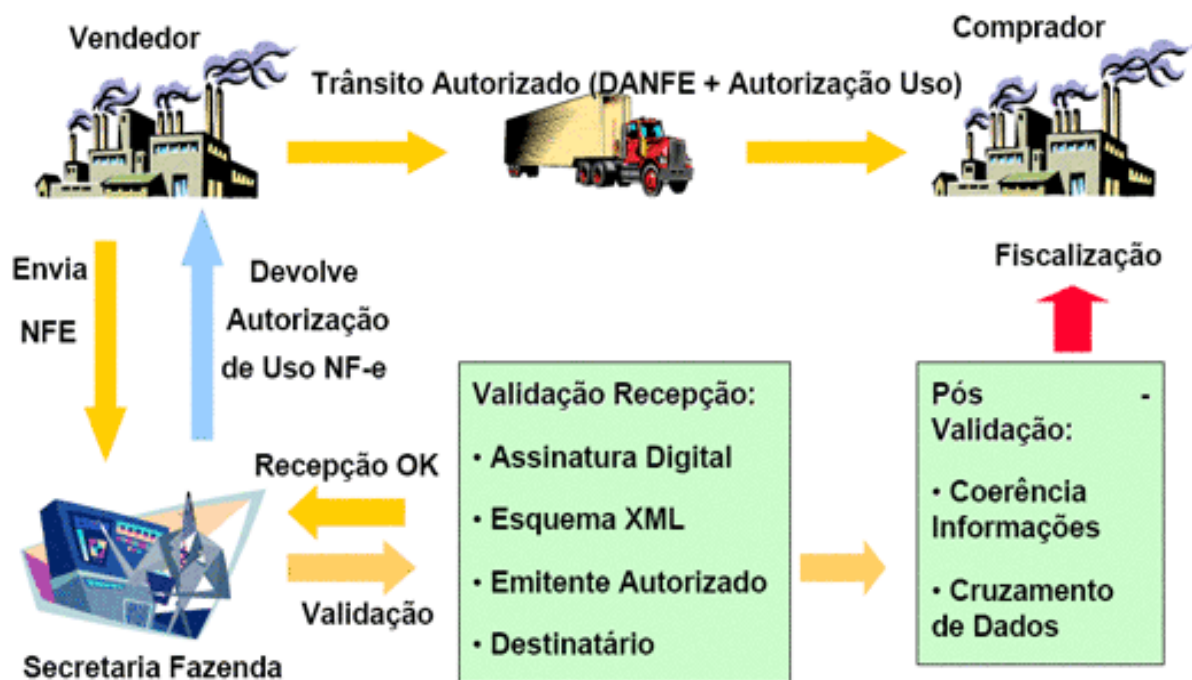 Vendedor
Comprador
Trânsito Autorizado (DANFE + Autorização Uso)
Envia
NFE
Devolve
Autorização
de Uso NF-e
Fiscalização
Recepção OK
Validação
Secretaria Fazenda
Validação Recepção:
• Assinatura Digital
• Esquema XML
• Emitente Autorizado
• Destinatário
Pós -
Validação:
• Coerência
Informações
• Cruzamento
de Dados